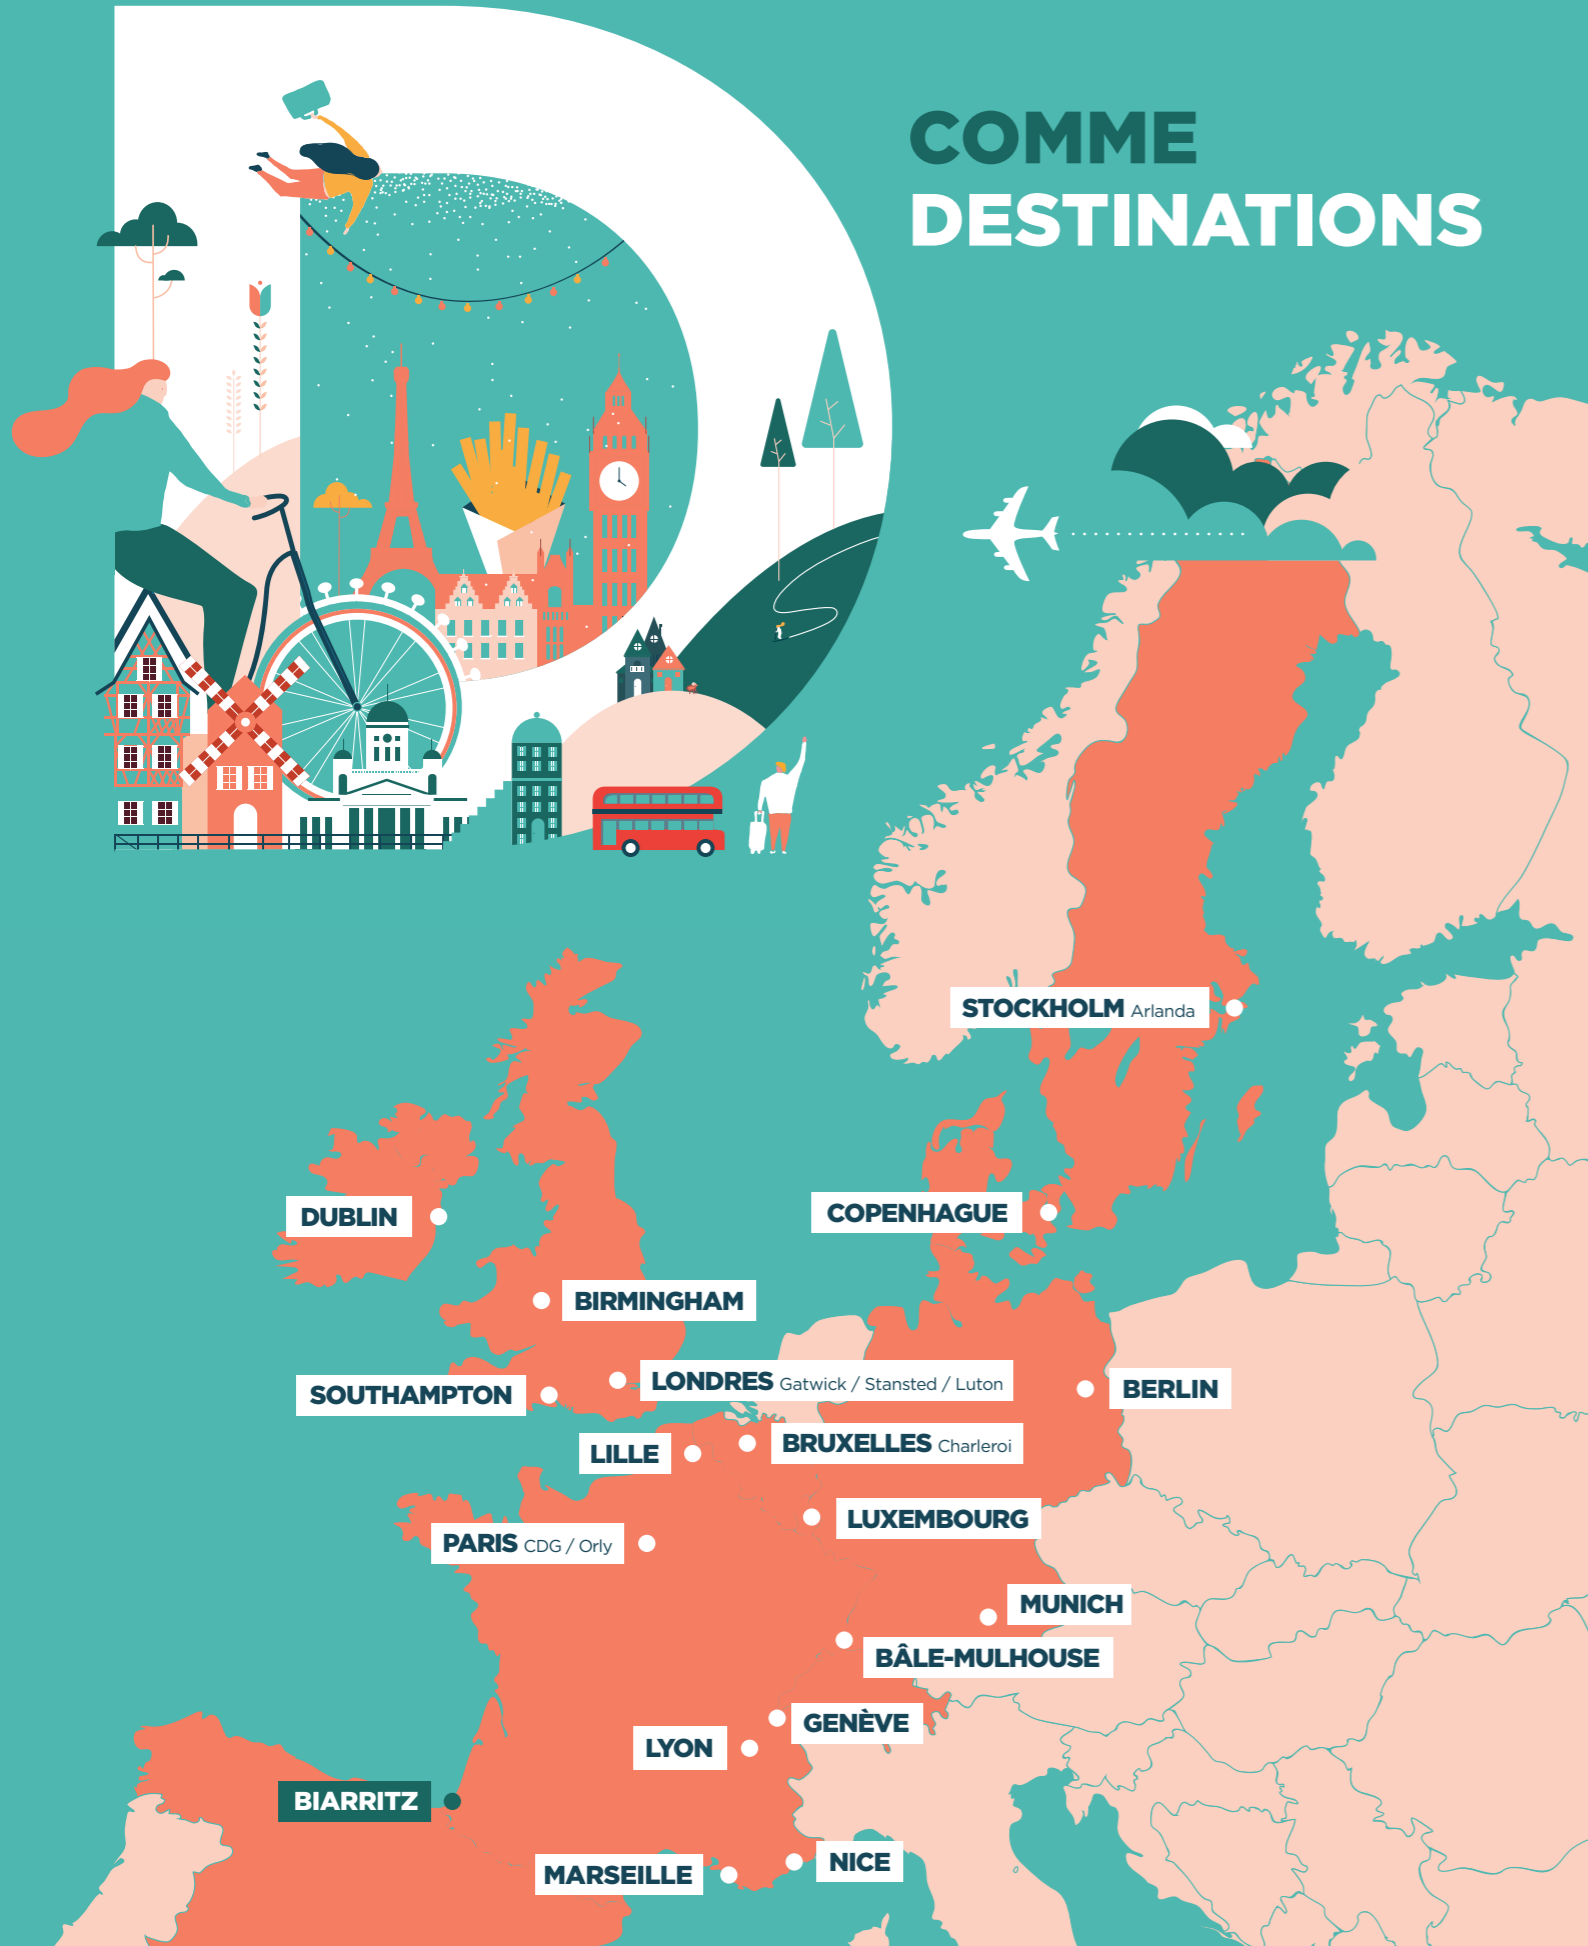 COMME
DESTINATIONS
STOCKHOLM Arlanda
DUBLIN
COPENHAGUE
BIRMINGHAM
LONDRES Gatwick / Stansted / Luton
SOUTHAMPTON
BERLIN
LILLE
BRUXELLES Charleroi
LUXEMBOURG
PARIS CDG / Orly
MUNICH
BÂLE-MULHOUSE
GENÈVE
LYON
BIARRITZ
NICE
MARSEILLE